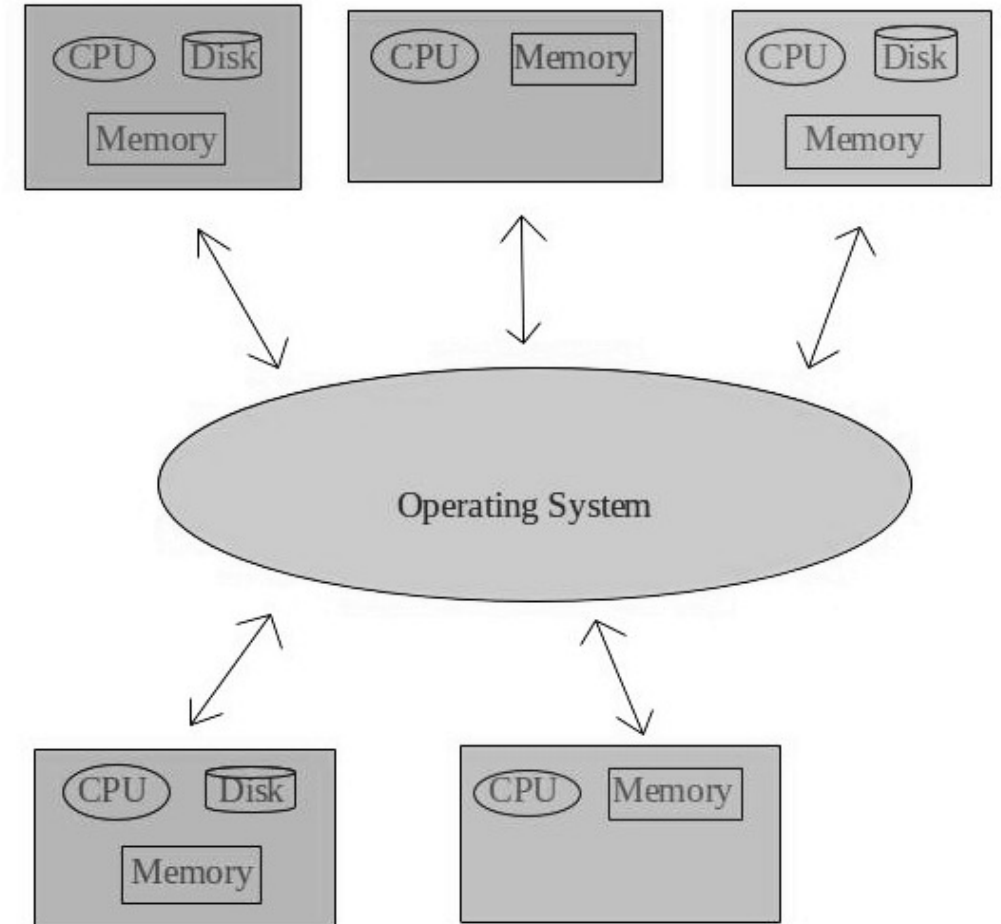 CPU Disk
Memory
CPU Memory
CPU Disk
Memory
Operating System
CPU Disk
Memory
CPU Memory